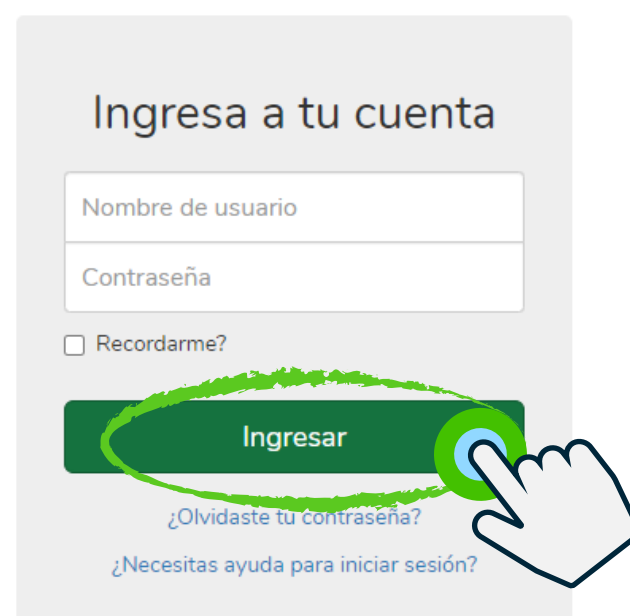 Ingresa a tu cuenta
Nombre de usuario
Contraseña
Recordarme?
Ingresar
¿Olvidaste tu contraseña?
¿Necesitas ayuda para iniciar sesión?